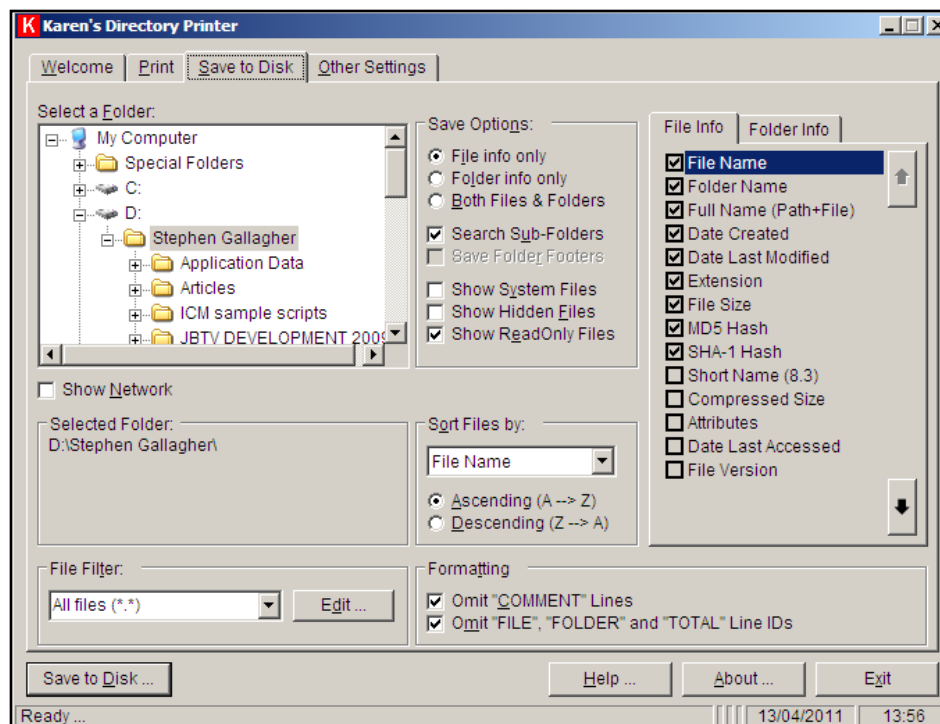 K Karen's Directory Printer
Welcome Print Save to Disk Other Settings
Select a Folder:
My Computer
Special Folders
C:
D:
Stephen Gallagher
Application Data
Articles
ICM sample scripts
JBTV DEVELOPMENT 2009
Show Network
Selected Folder:
D:\Stephen Gallagher\
File Filter:
All files (*.*)
Edit ...
Save Options:
File info only
Folder info only
Both Files & Folders
Search Sub-Folders
Save Folder Footers
Show System Files
Show Hidden Files
Show ReadOnly Files
Sort Files by:
File Name
Ascending (A --> Z)
Descending (Z --> A)
File Info Folder Info
File Name
Folder Name
Full Name (Path+File)
Date Created
Date Last Modified
Extension
File Size
MD5 Hash
SHA-1 Hash
Short Name (8.3)
Compressed Size
Attributes
Date Last Accessed
File Version
Formatting
Omit "COMMENT" Lines
Omit "FILE", "FOLDER" and "TOTAL" Line IDs
Save to Disk ... Help ... About ... Exit
Ready ... 13/04/2011 13:56